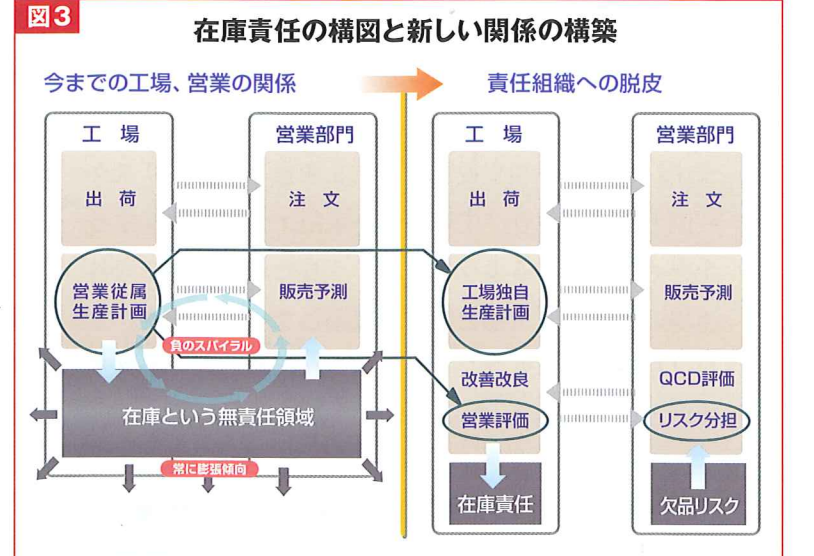 図3
在庫責任の構図と新しい関係の構築
今までの工場、営業の関係
責任組織への脱皮
工 場
営業部門
出 荷
注 文
営業従属
生産計画
販売予測
負のスパイラル
在庫という無責任領域
常に膨張傾向
工 場
営業部門
出 荷
注 文
工場独自
生産計画
販売予測
改善改良
QCD評価
営業評価
リスク分担
在庫責任
欠品リスク